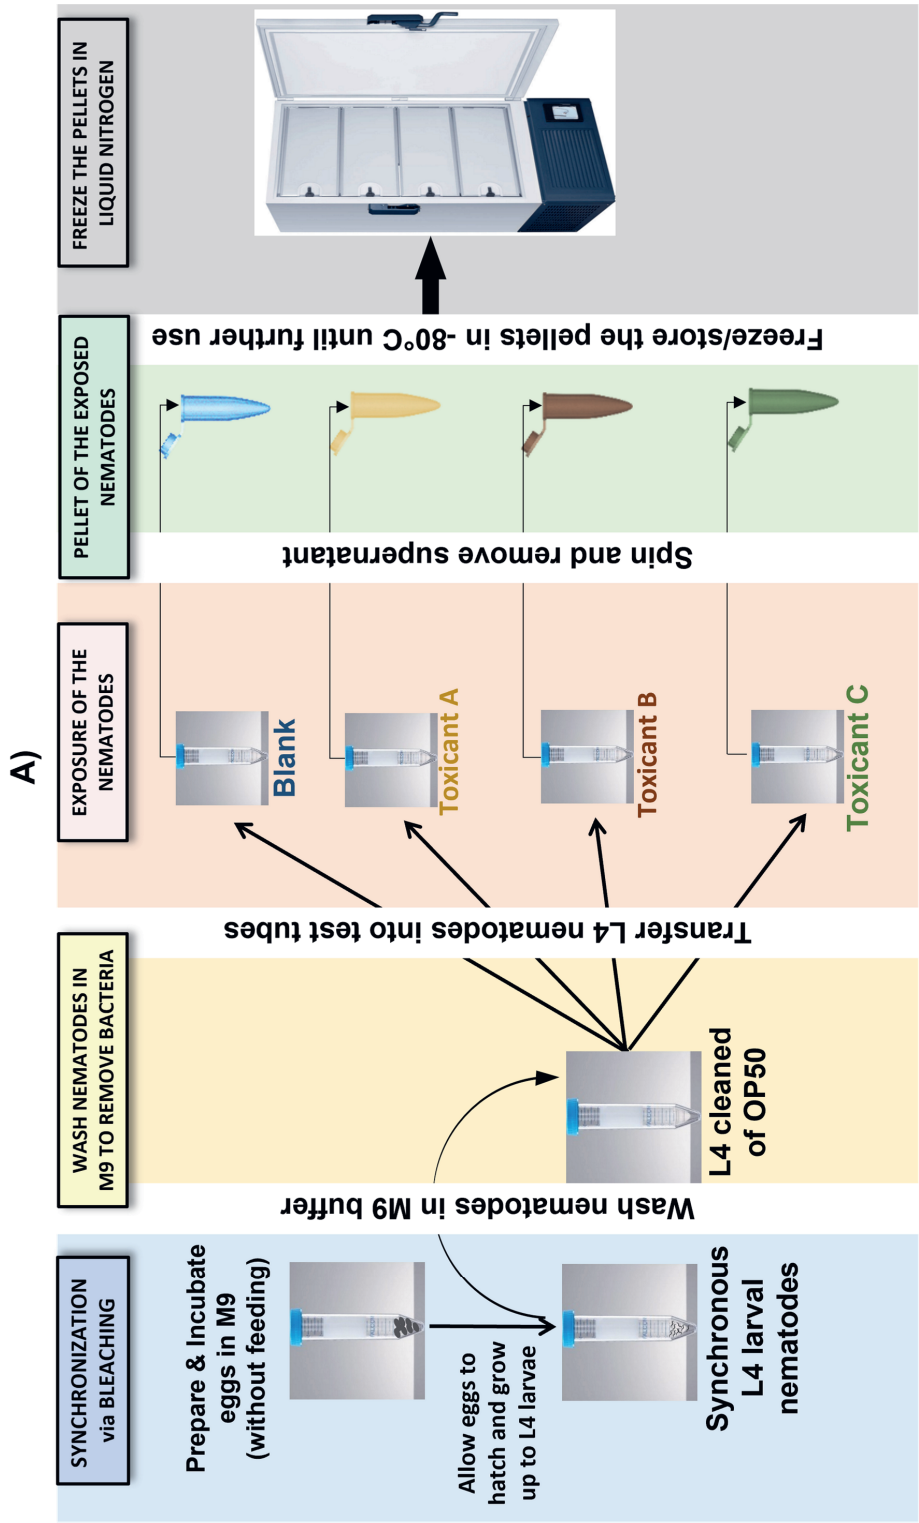 A)
SYNCHRONIZATION
via BLEACHING
Prepare & Incubate
eggs in M9
(without feeding)
Allow eggs to
hatch and grow
up to L4 larvae
Synchronous
L4 larval
nematodes
Wash nematodes in M9 buffer
WASH NEMATODES IN
M9 TO REMOVE BACTERIA
L4 cleaned
of OP50
Transfer L4 nematodes into test tubes
EXPOSURE OF THE
NEMATODES
Blank
Toxicant A
Toxicant B
Toxicant C
Spin and remove supernatant
PELLET OF THE EXPOSED
NEMATODES
Freeze/store the pellets in -80°C until further use
FREEZE THE PELLETS IN
LIQUID NITROGEN